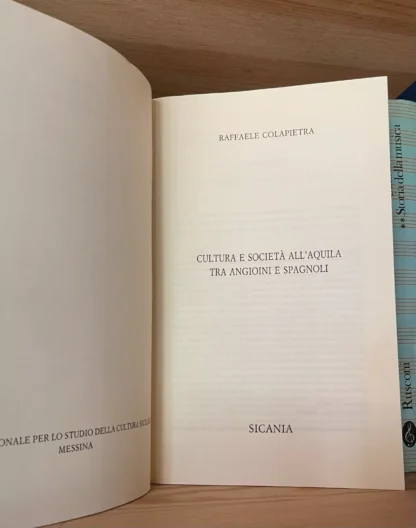 RAFFAELE COLAPIETRA
CULTURA E SOCIETÀ ALL'AQUILA
TRA ANGIOINI E SPAGNOLI
SICANIA
ONALE PER LO STUDIO DELLA CULTURA
MESSINA
** Storia della musica
Rusconi